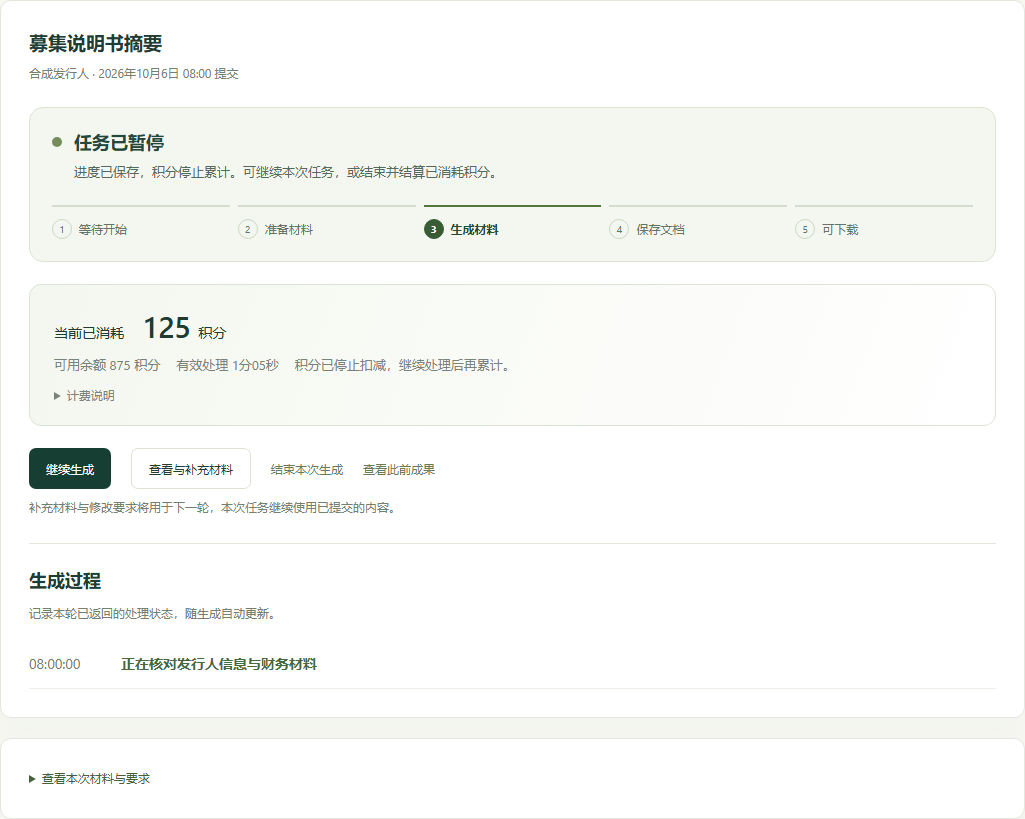 募集说明书摘要
合成发行人 · 2026年10月6日 08:00 提交
任务已暂停
进度已保存，积分停止累计。可继续本次任务，或结束并结算已消耗积分。
1 等待开始 2 准备材料 3 生成材料 4 保存文档 5 可下载
当前已消耗 125 积分
可用余额 875 积分 有效处理 1分05秒 积分已停止扣减，继续处理后再累计。
计费说明
继续生成 查看与补充材料 结束本次生成 查看此前成果
补充材料与修改要求将用于下一轮，本次任务继续使用已提交的内容。
生成过程
记录本轮已返回的处理状态，随生成自动更新。
08:00:00 正在核对发行人信息与财务材料
查看本次材料与要求